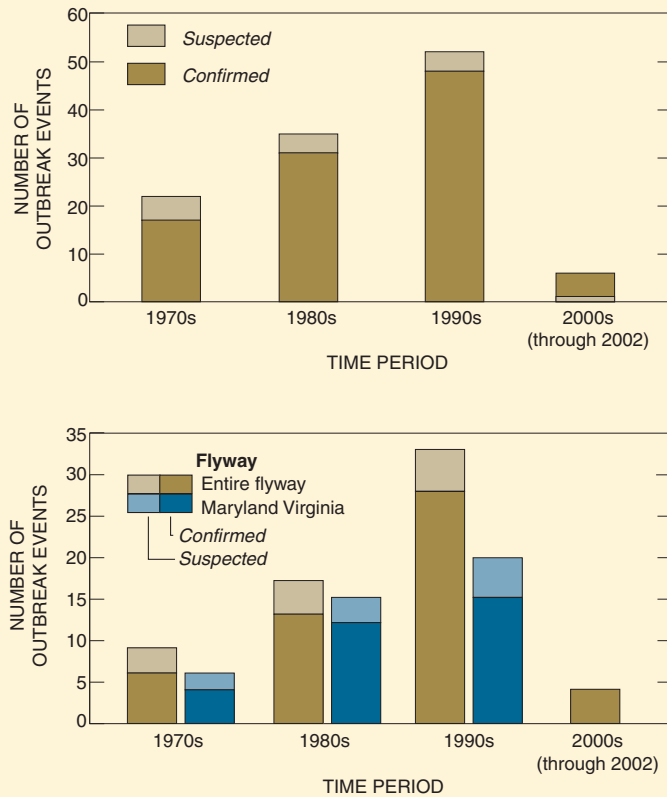 NUMBER OF
OUTBREAK EVENTS
60
50
40
30
20
10
0
Suspected
Confirmed
1970s
1980s
1990s
2000s
(through 2002)
TIME PERIOD
NUMBER OF
OUTBREAK EVENTS
35
30
25
20
15
10
5
0
Flyway
Entire flyway
Maryland Virginia
Confirmed
Suspected
1970s
1980s
1990s
2000s
(through 2002)
TIME PERIOD